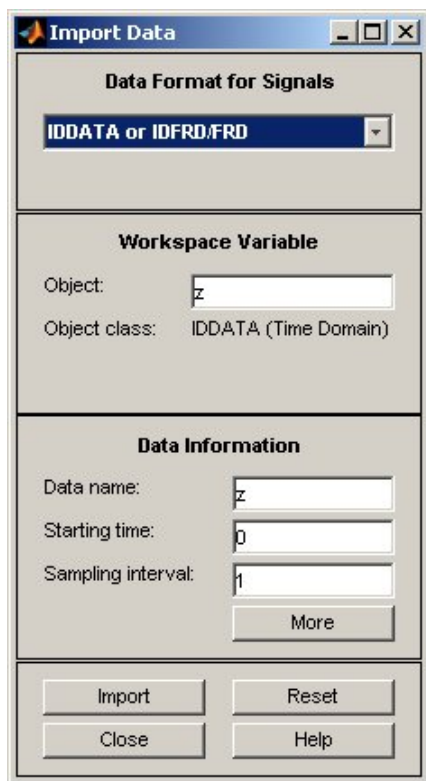 Import Data
Data Format for Signals
IDDATA or IDFRD/FRD
Workspace Variable
Object: z
Object class: IDDATA (Time Domain)
Data Information
Data name: z
Starting time: 0
Sampling interval: 1
More
Import Reset
Close Help